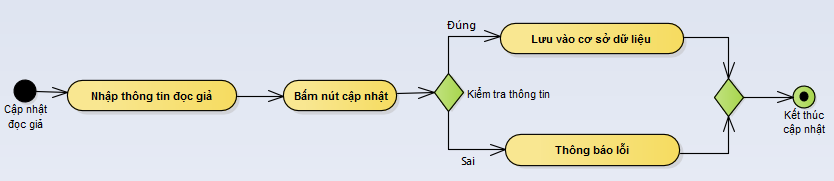 Cập nhật
đọc giả
Nhập thông tin đọc giả
Bấm nút cập nhật
Kiểm tra thông tin
Đúng
Lưu vào cơ sở dữ liệu
Sai
Thông báo lỗi
Kết thúc
cập nhật